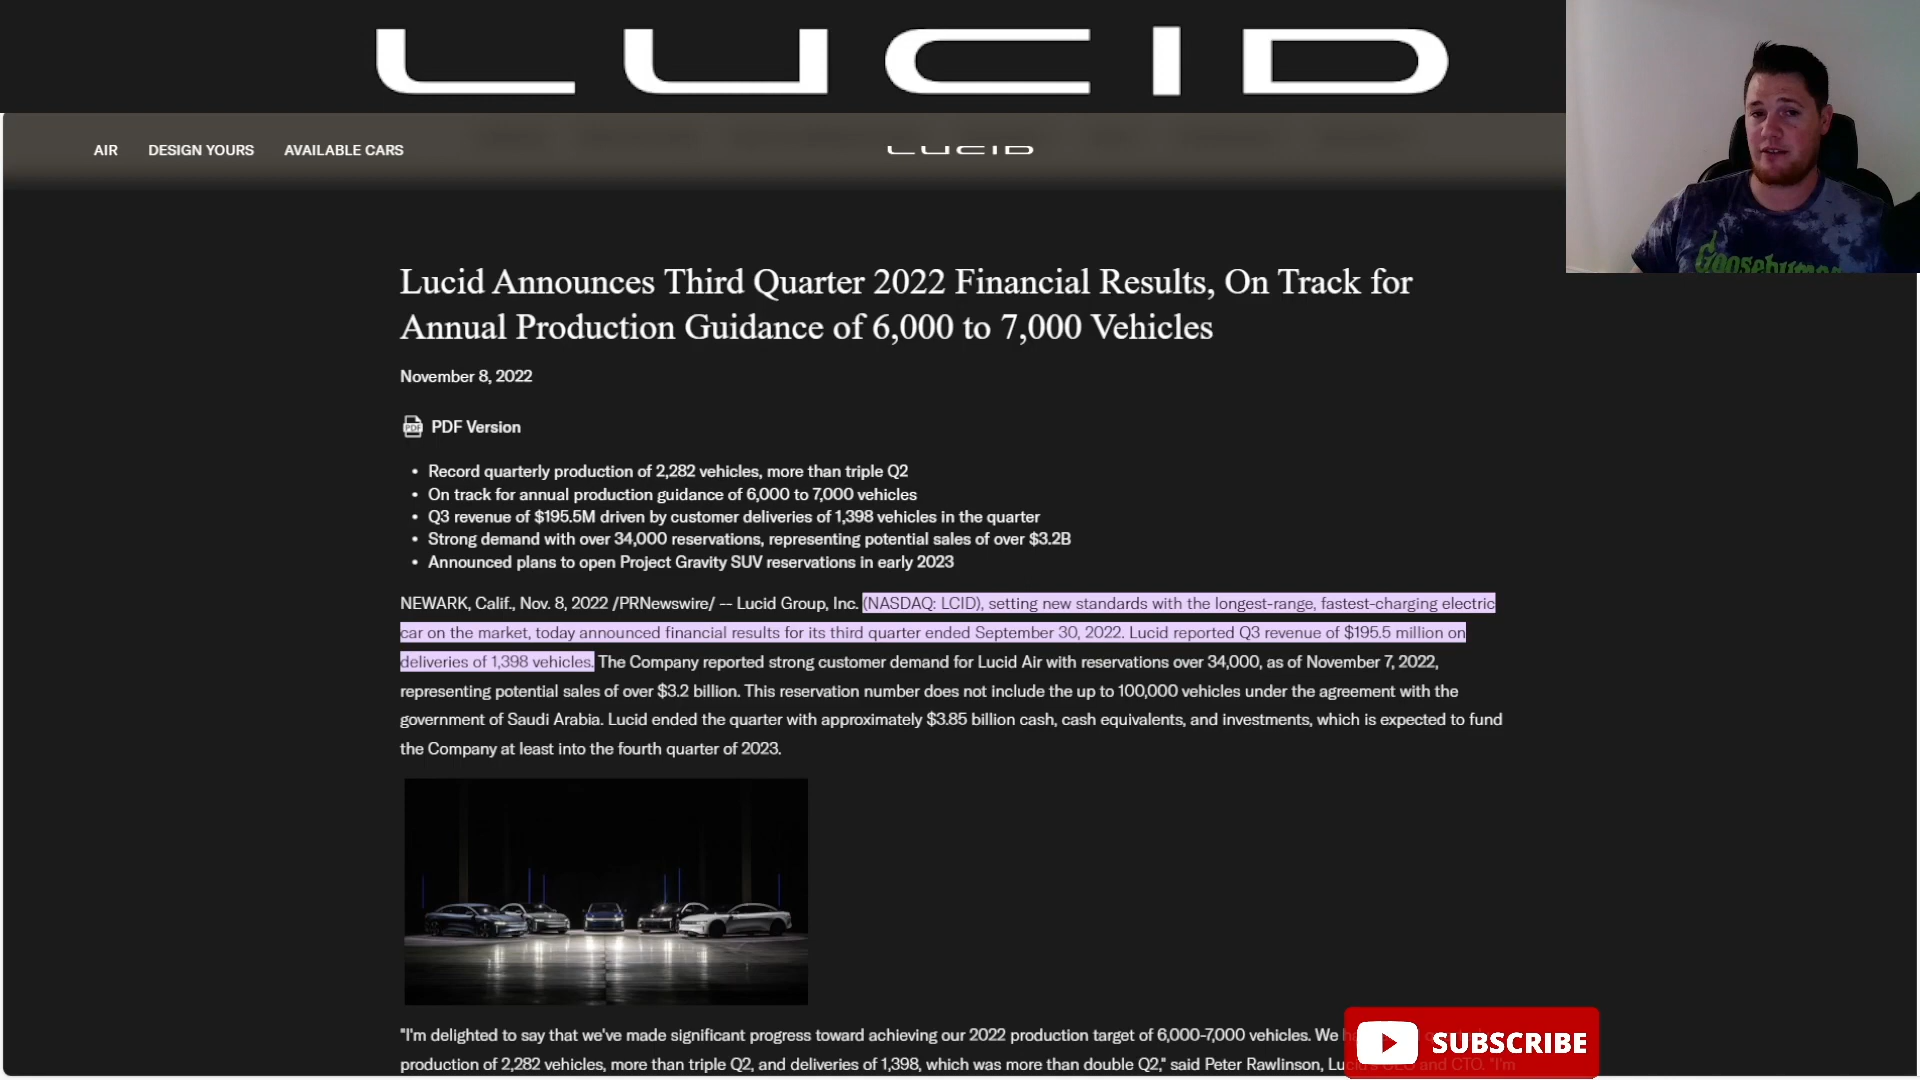 LUCID
AIR DESIGN YOURS AVAILABLE CARS LUCID
Goosebumps
Lucid Announces Third Quarter 2022 Financial Results, On Track for
Annual Production Guidance of 6,000 to 7,000 Vehicles
November 8, 2022
PDF PDF Version
• Record quarterly production of 2,282 vehicles, more than triple Q2
• On track for annual production guidance of 6,000 to 7,000 vehicles
• Q3 revenue of $195.5M driven by customer deliveries of 1,398 vehicles in the quarter
• Strong demand with over 34,000 reservations, representing potential sales of over $3.2B
• Announced plans to open Project Gravity SUV reservations in early 2023
NEWARK, Calif., Nov. 8, 2022 /PRNewswire/ -- Lucid Group, Inc. (NASDAQ: LCID), setting new standards with the longest-range, fastest-charging electric
car on the market, today announced financial results for its third quarter ended September 30, 2022. Lucid reported Q3 revenue of $195.5 million on
deliveries of 1,398 vehicles. The Company reported strong customer demand for Lucid Air with reservations over 34,000, as of November 7, 2022,
representing potential sales of over $3.2 billion. This reservation number does not include the up to 100,000 vehicles under the agreement with the
government of Saudi Arabia. Lucid ended the quarter with approximately $3.85 billion cash, cash equivalents, and investments, which is expected to fund
the Company at least into the fourth quarter of 2023.
"I'm delighted to say that we've made significant progress toward achieving our 2022 production target of 6,000-7,000 vehicles. We
production of 2,282 vehicles, more than triple Q2, and deliveries of 1,398, which was more than double Q2," said Peter Rawlinson, Lucid's CEO and CTO. "I'm
SUBSCRIBE